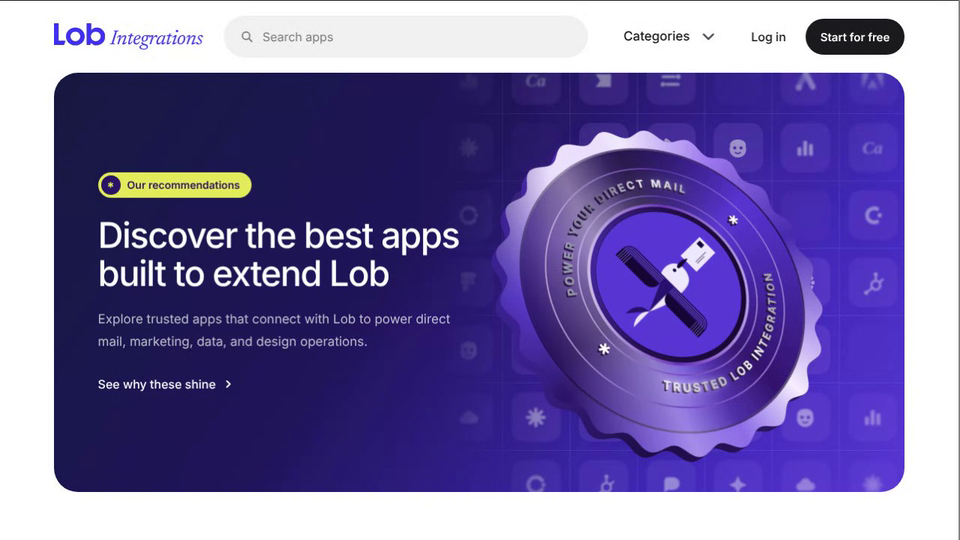 Lob Integrations
Search apps
Categories
Log in
Start for free
Our recommendations
Discover the best apps
built to extend Lob
Explore trusted apps that connect with Lob to power direct
mail, marketing, data, and design operations.
See why these shine
POWER YOUR DIRECT MAIL
TRUSTED LOB INTEGRATION
Ca
Ca